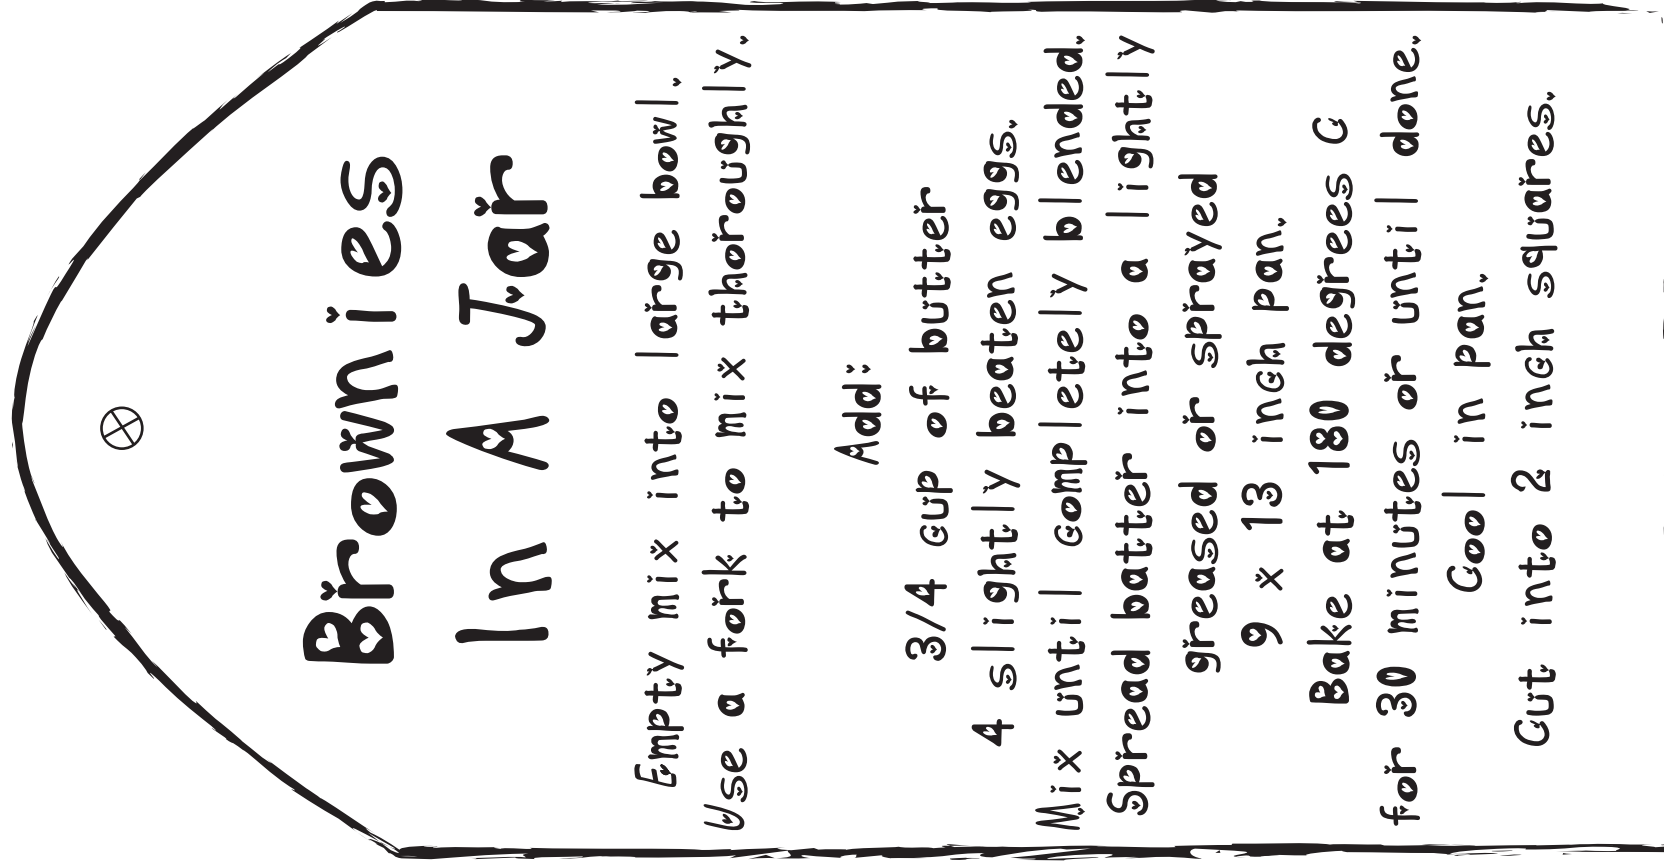 Brownies
In A Jar
Empty mix into large bowl.
Use a fork to mix thoroughly.
Add:
3/4 cup of butter
4 slightly beaten eggs.
Mix until completely blended.
Spread batter into a lightly
greased or sprayed
9 x 13 inch pan.
Bake at 180 degrees C
for 30 minutes or until done.
Cool in pan.
Cut into 2 inch squares.